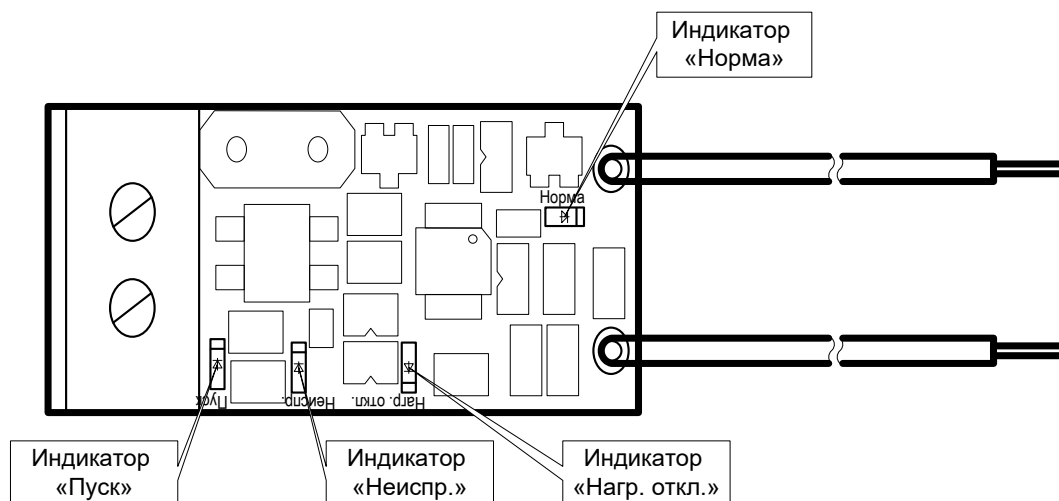 Индикатор
«Норма»
Норма
Пуск
Неиспр.
Нагр. откл.
Индикатор
«Пуск»
Индикатор
«Неиспр.»
Индикатор
«Нагр. откл.»